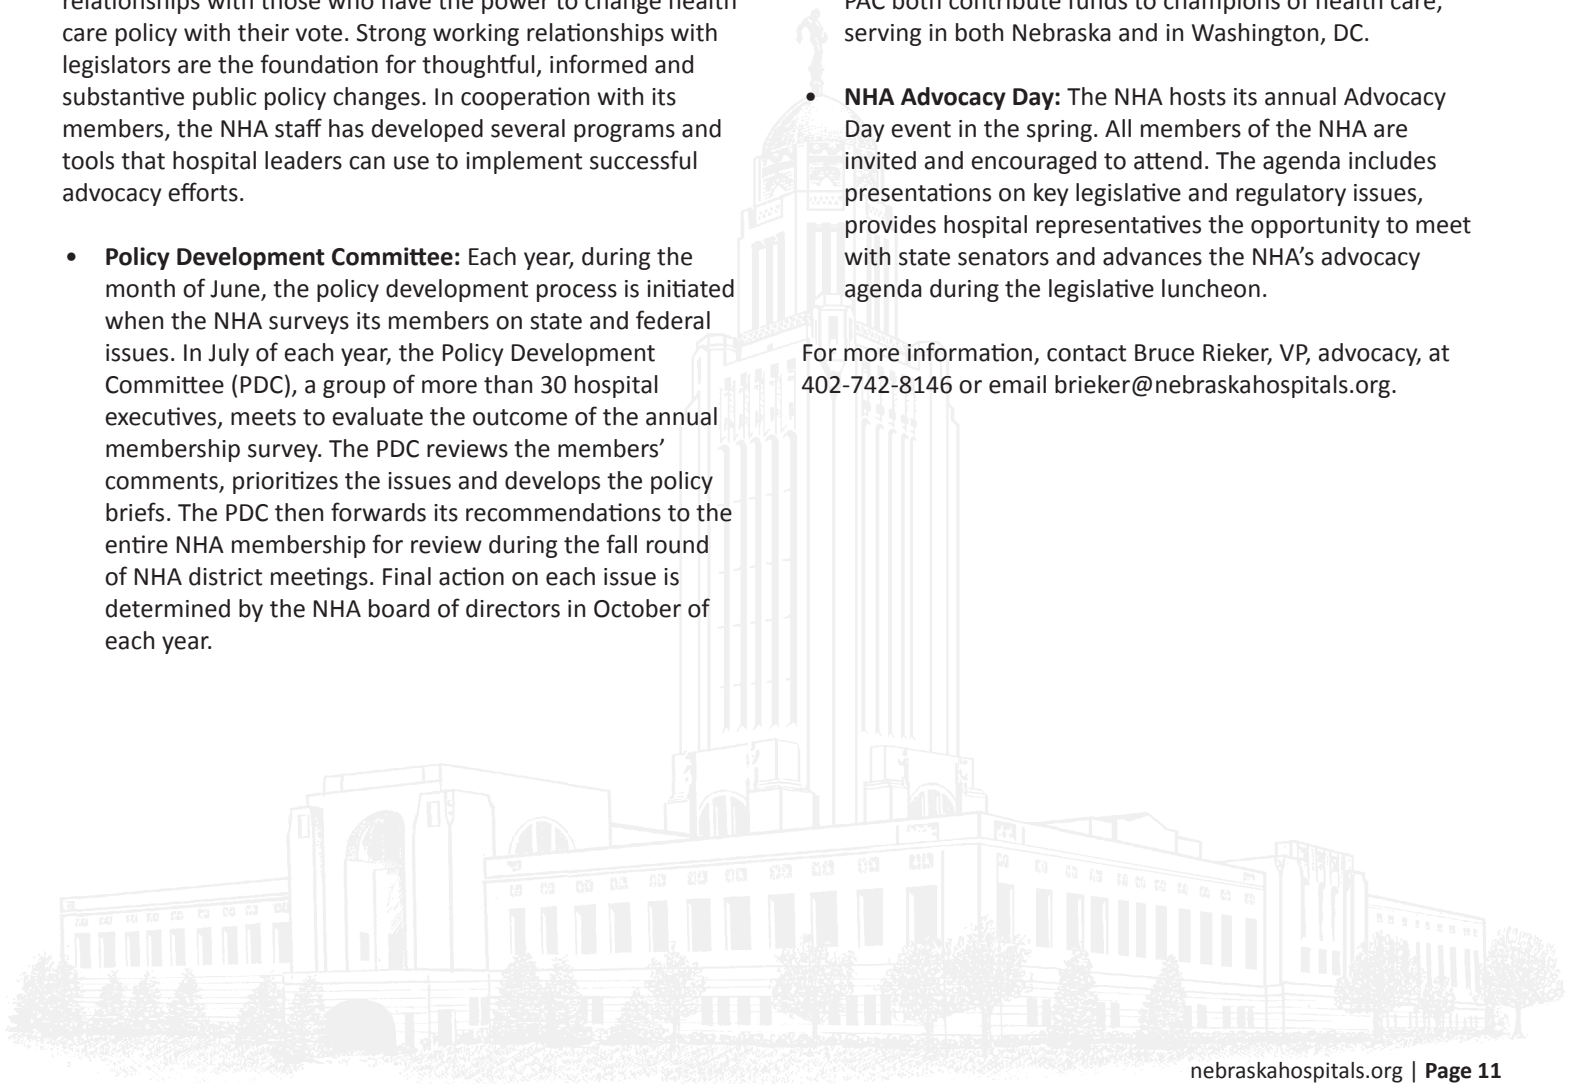 relationships with those who have the power to change health
care policy with their vote. Strong working relationships with
legislators are the foundation for thoughtful, informed and
substantive public policy changes. In cooperation with its
members, the NHA staff has developed several programs and
tools that hospital leaders can use to implement successful
advocacy efforts.
• Policy Development Committee: Each year, during the
month of June, the policy development process is initiated
when the NHA surveys its members on state and federal
issues. In July of each year, the Policy Development
Committee (PDC), a group of more than 30 hospital
executives, meets to evaluate the outcome of the annual
membership survey. The PDC reviews the members’
comments, prioritizes the issues and develops the policy
briefs. The PDC then forwards its recommendations to the
entire NHA membership for review during the fall round
of NHA district meetings. Final action on each issue is
determined by the NHA board of directors in October of
each year.
PAC both contribute funds to champions of health care,
serving in both Nebraska and in Washington, DC.
• NHA Advocacy Day: The NHA hosts its annual Advocacy
Day event in the spring. All members of the NHA are
invited and encouraged to attend. The agenda includes
presentations on key legislative and regulatory issues,
provides hospital representatives the opportunity to meet
with state senators and advances the NHA’s advocacy
agenda during the legislative luncheon.
For more information, contact Bruce Rieker, VP, advocacy, at
402-742-8146 or email brieker@nebraskahospitals.org.
nebraskahospitals.org | Page 11